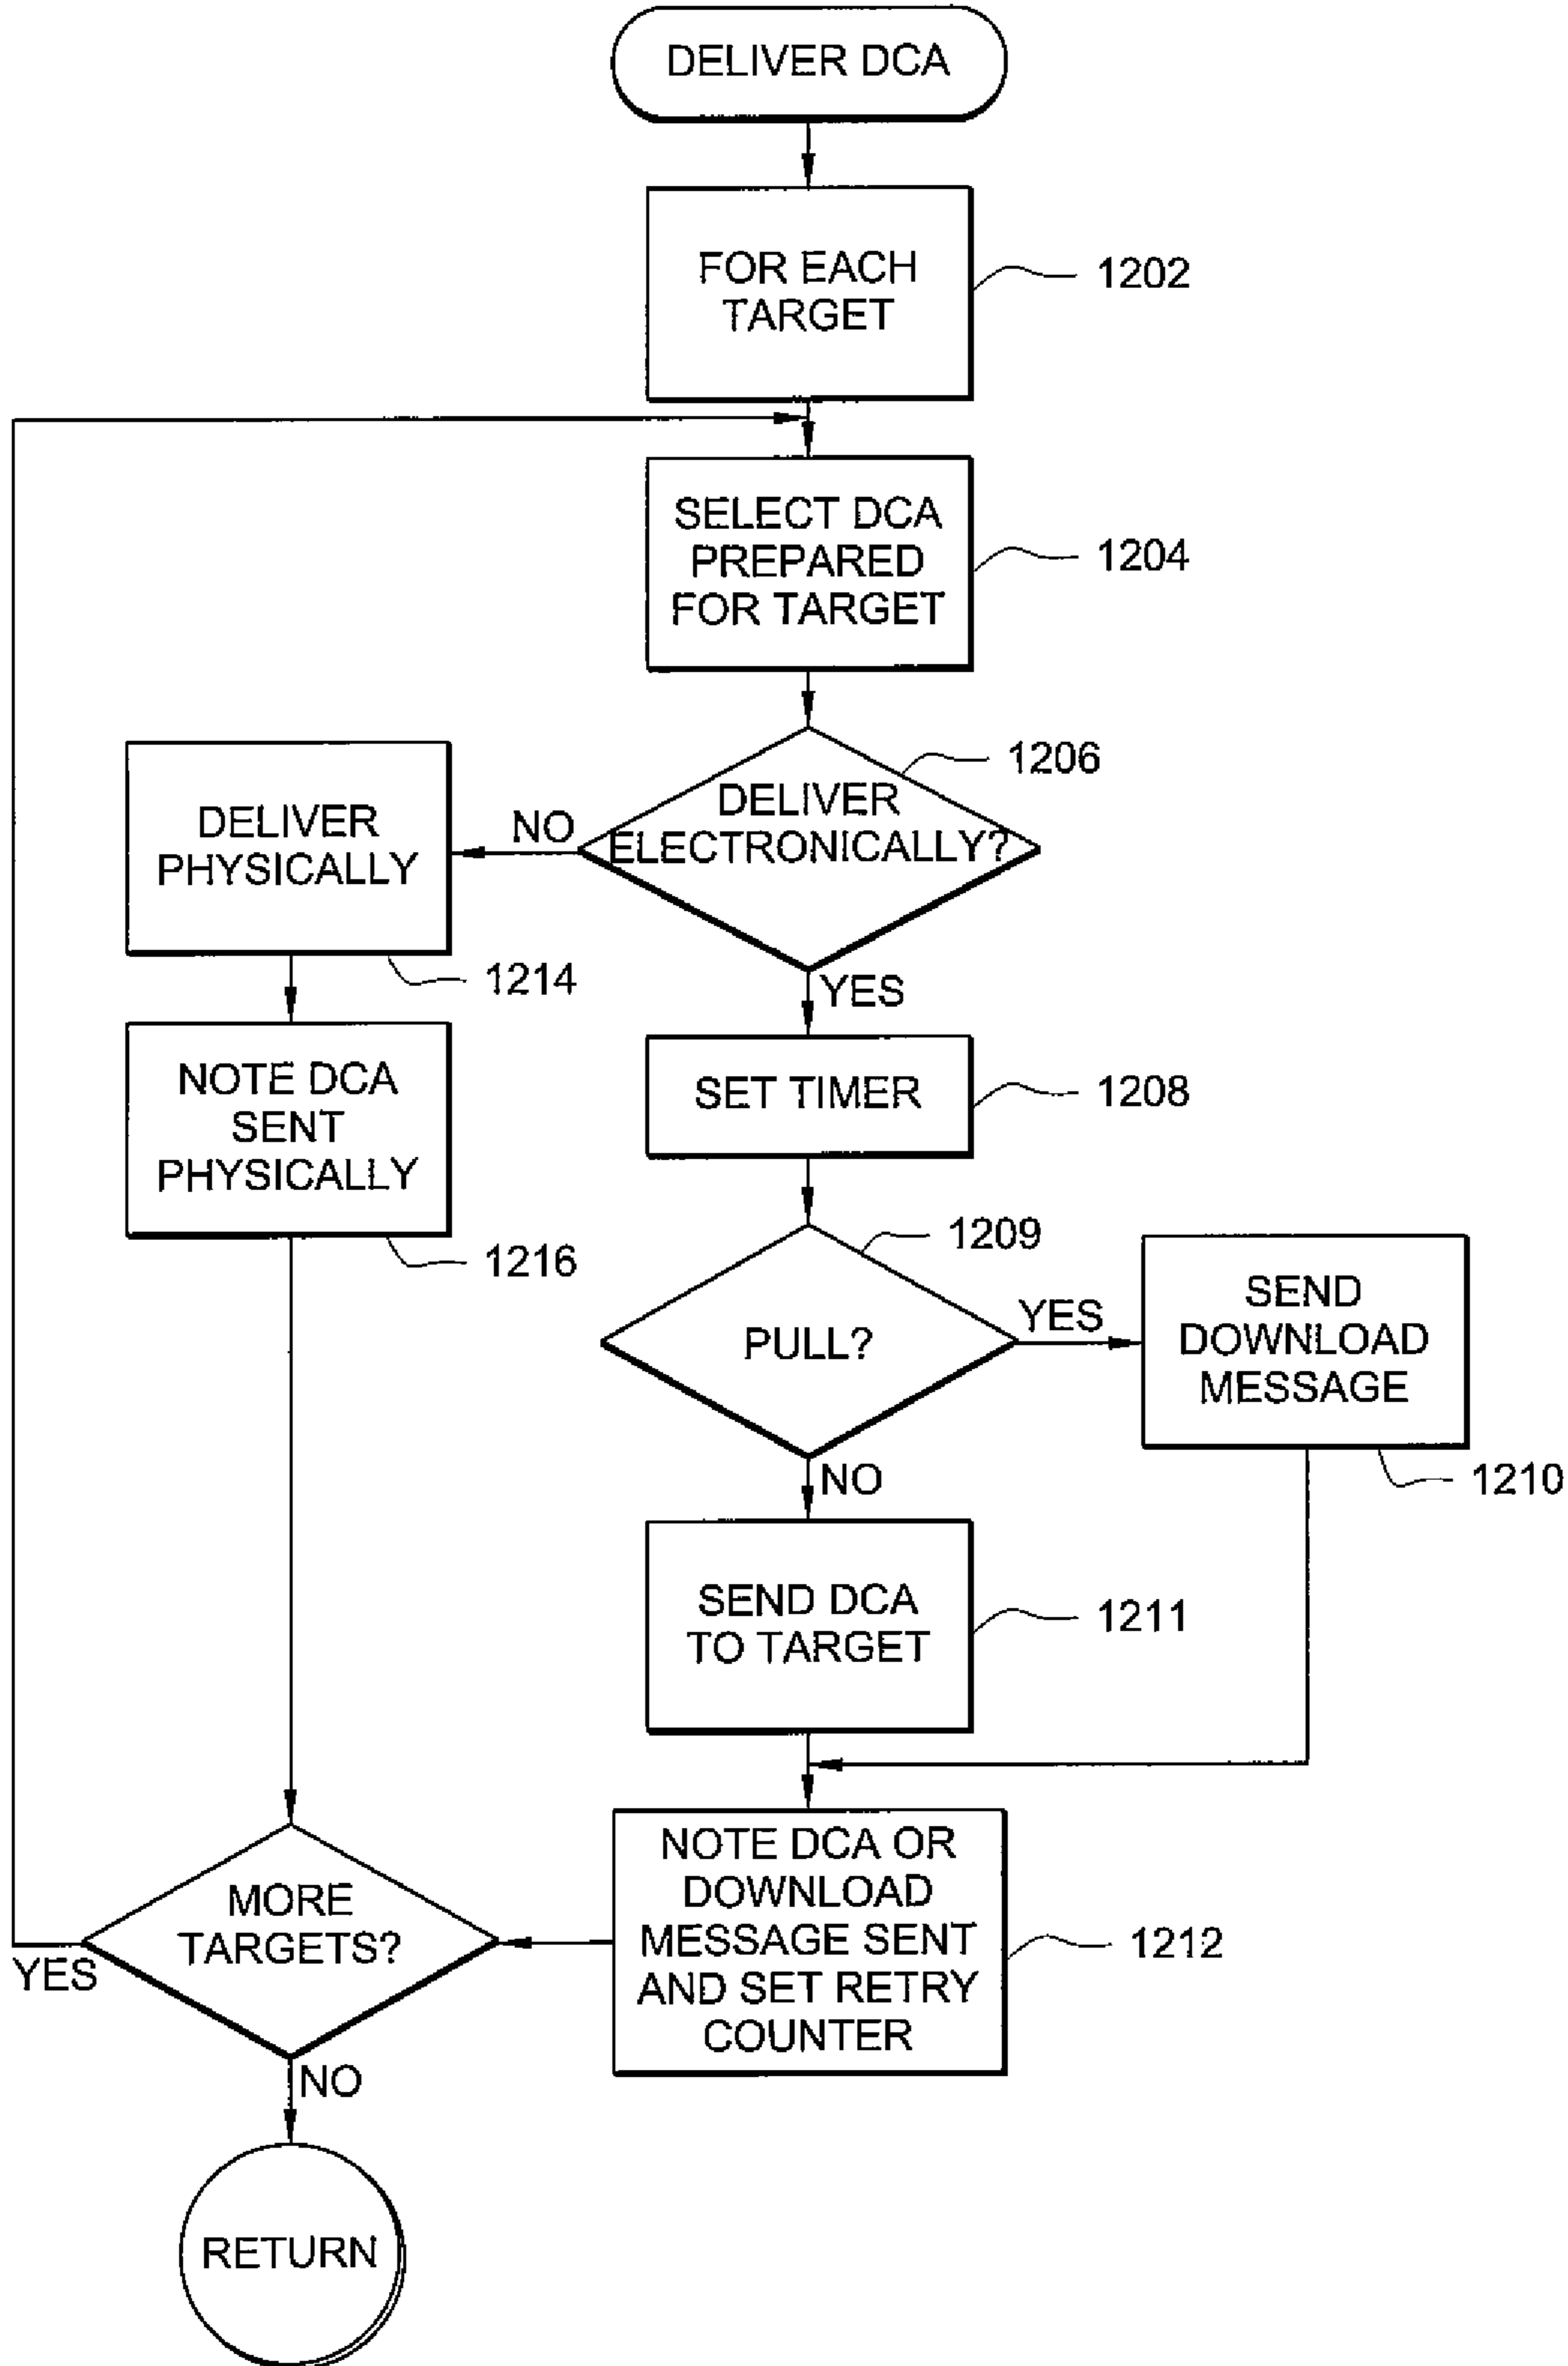 DELIVER DCA
FOR EACH
TARGET
1202
SELECT DCA
PREPARED
FOR TARGET
1204
1206
DELIVER
ELECTRONICALLY?
NO
DELIVER
PHYSICALLY
1214
YES
NOTE DCA
SENT
PHYSICALLY
1216
SET TIMER
1208
1209
PULL?
YES
SEND
DOWNLOAD
MESSAGE
1210
NO
SEND DCA
TO TARGET
1211
NOTE DCA OR
DOWNLOAD
MESSAGE SENT
AND SET RETRY
COUNTER
1212
MORE
TARGETS?
YES
NO
RETURN